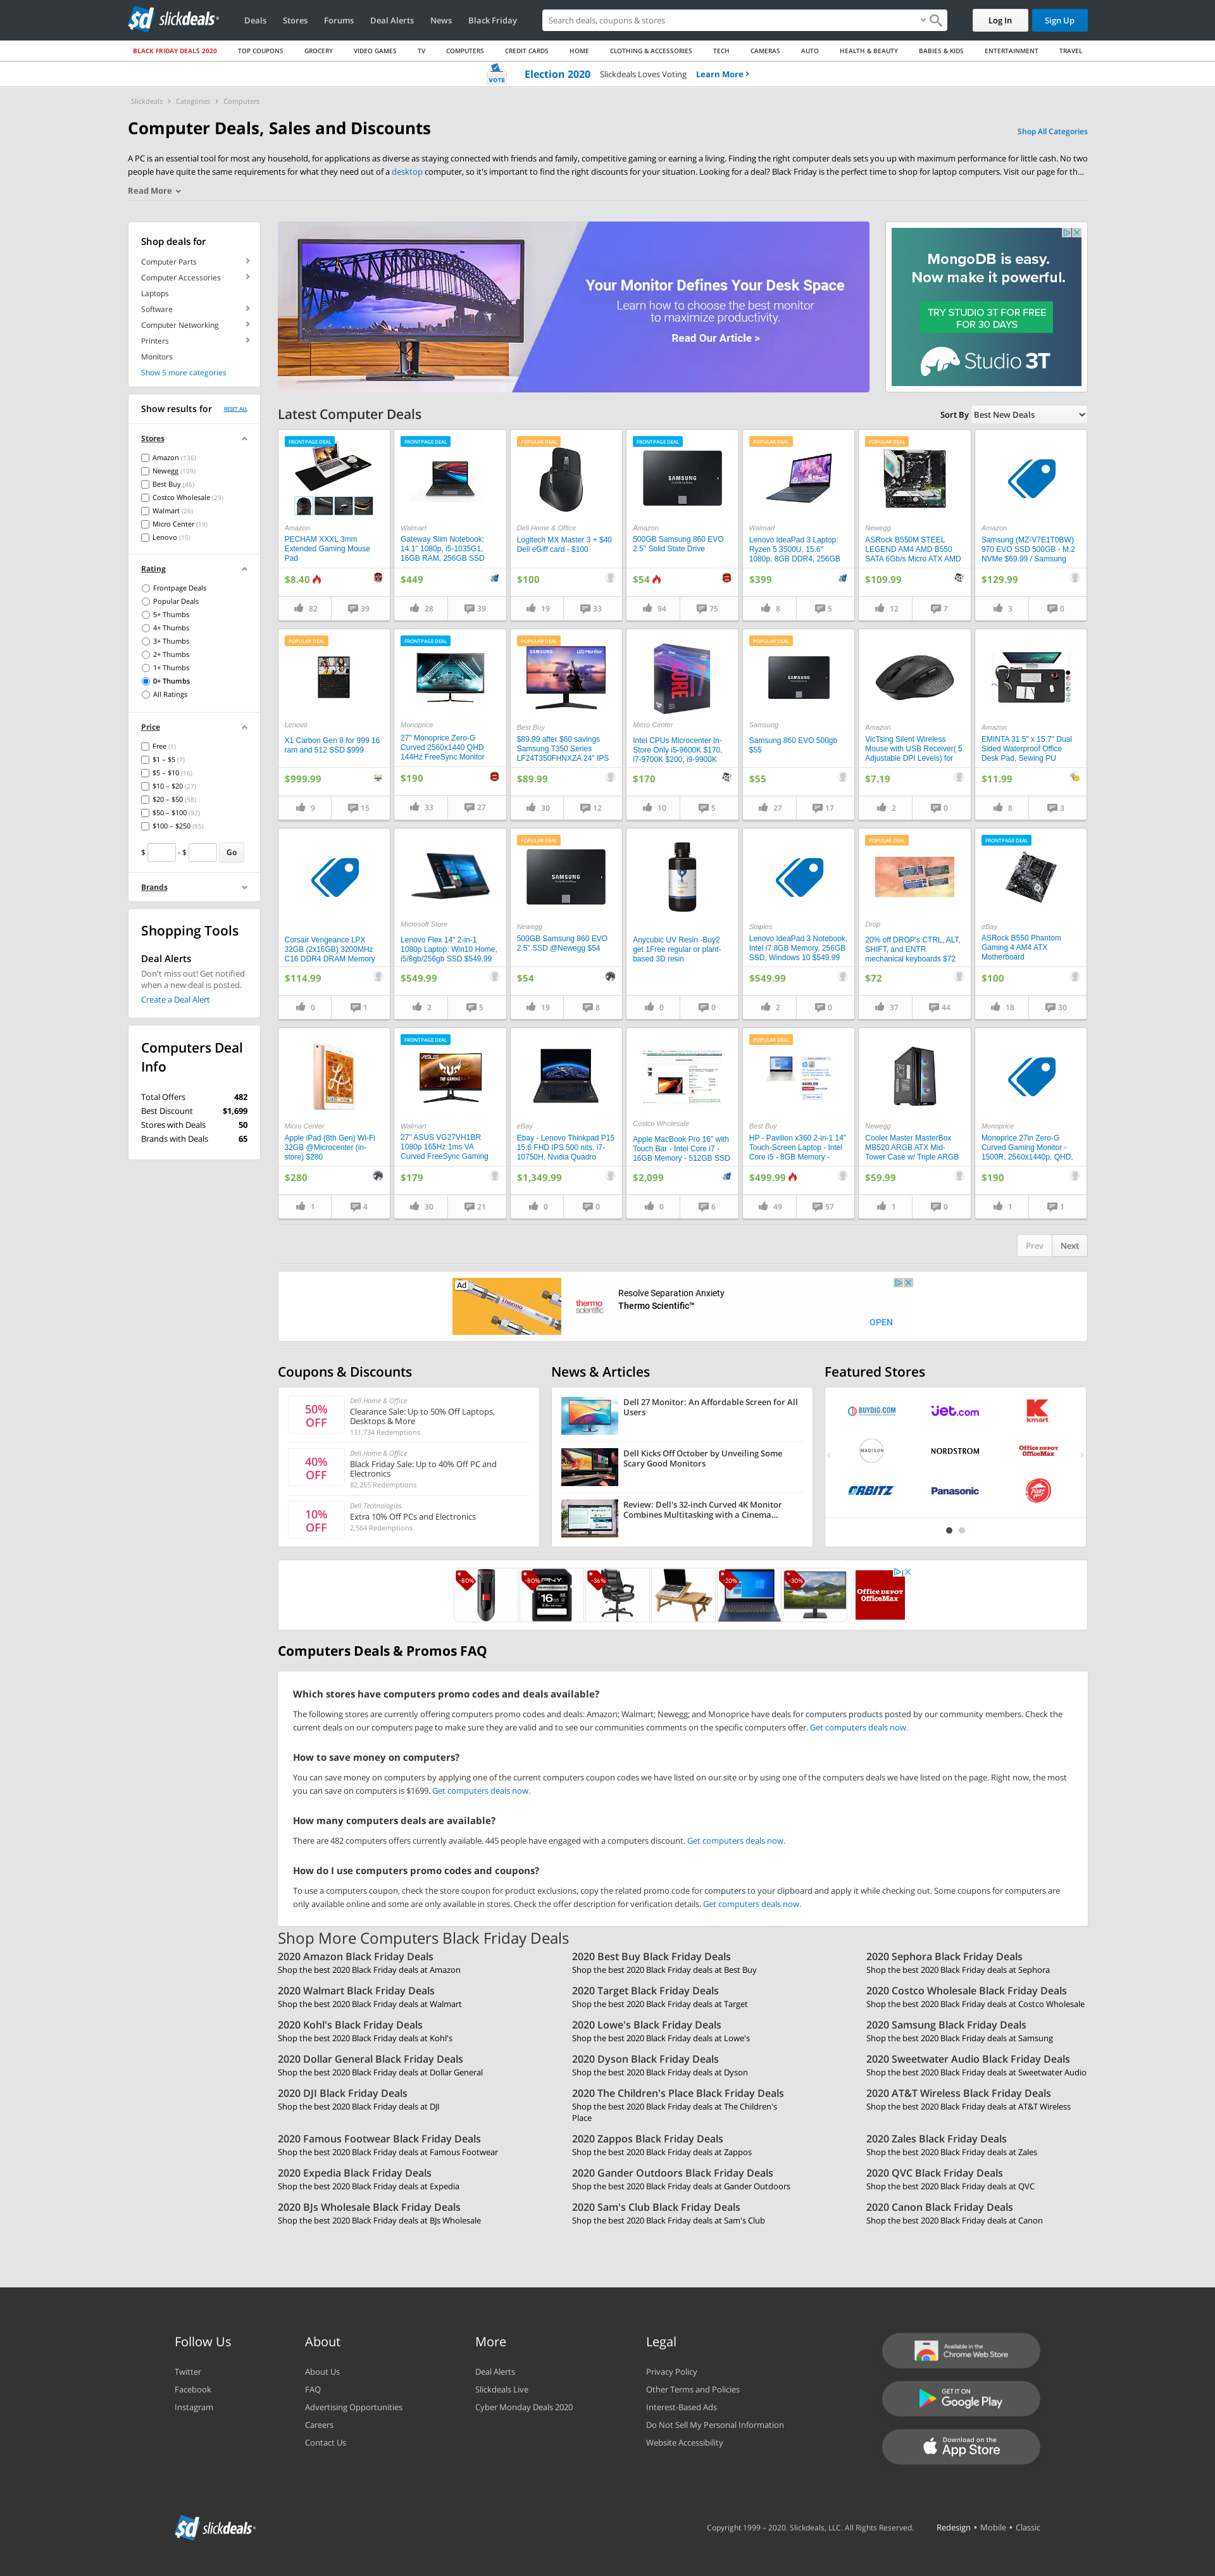 slickdeals
Deals
Stores
Forums
Deal Alerts
News
Black Friday
Search deals, coupons & stores
Log In
Sign Up
BLACK FRIDAY DEALS 2020
TOP COUPONS
GROCERY
VIDEO GAMES
TV
COMPUTERS
CREDIT CARDS
HOME
CLOTHING & ACCESSORIES
TECH
CAMERAS
AUTO
HEALTH & BEAUTY
BABIES & KIDS
ENTERTAINMENT
TRAVEL
VOTE
Election 2020 Slickdeals Loves Voting Learn More
Slickdeals > Categories > Computers
Computer Deals, Sales and Discounts
Shop All Categories
A PC is an essential tool for most any household, for applications as diverse as staying connected with friends and family, competitive gaming or earning a living. Finding the right computer deals sets you up with maximum performance for little cash. No two
people have quite the same requirements for what they need out of a desktop computer, so it's important to find the right discounts for your situation. Looking for a deal? Black Friday is the perfect time to shop for laptop computers. Visit our page for th...
Read More
Shop deals for
Computer Parts
Computer Accessories
Laptops
Software
Computer Networking
Printers
Monitors
Show 5 more categories
Show results for
RESET ALL
Stores
Amazon (136)
Newegg (109)
Best Buy (46)
Costco Wholesale (29)
Walmart (26)
Micro Center (19)
Lenovo (15)
Rating
Frontpage Deals
Popular Deals
5+ Thumbs
4+ Thumbs
3+ Thumbs
2+ Thumbs
1+ Thumbs
0+ Thumbs
All Ratings
Price
Free (1)
$1 – $5 (7)
$5 – $10 (16)
$10 – $20 (27)
$20 – $50 (58)
$50 – $100 (92)
$100 – $250 (85)
$ - $ Go
Brands
Shopping Tools
Deal Alerts
Don't miss out! Get notified
when a new deal is posted.
Create a Deal Alert
Computers Deal
Info
Total Offers 482
Best Discount $1,699
Stores with Deals 50
Brands with Deals 65
Your Monitor Defines Your Desk Space
Learn how to choose the best monitor
to maximize productivity.
Read Our Article >
MongoDB is easy.
Now make it powerful.
TRY STUDIO 3T FOR FREE
FOR 30 DAYS
Studio 3T
Latest Computer Deals
Sort By Best New Deals
FRONTPAGE DEAL
Amazon
PECHAM XXXL 3mm
Extended Gaming Mouse
Pad
$8.40
82
39
FRONTPAGE DEAL
Walmart
Gateway Slim Notebook:
14.1" 1080p, i5-1035G1,
16GB RAM, 256GB SSD
$449
28
39
POPULAR DEAL
Dell Home & Office
Logitech MX Master 3 + $40
Dell eGiff card - $100
$100
19
33
FRONTPAGE DEAL
SAMSUNG
Amazon
500GB Samsung 860 EVO
2.5" Solid State Drive
$54
94
75
POPULAR DEAL
Walmart
Lenovo IdeaPad 3 Laptop:
Ryzen 5 3500U, 15.6"
1080p, 8GB DDR4, 256GB
$399
8
5
POPULAR DEAL
Newegg
ASRock B550M STEEL
LEGEND AM4 AMD B550
SATA 6Gb/s Micro ATX AMD
$109.99
12
7
Amazon
Samsung (MZ-V7E1T0BW)
970 EVO SSD 500GB - M.2
NVMe $69.99 / Samsung
$129.99
3
0
POPULAR DEAL
Lenovo
X1 Carbon Gen 8 for 999 16
ram and 512 SSD $999
$999.99
9
15
FRONTPAGE DEAL
Monoprice
27" Monoprice Zero-G
Curved 2560x1440 QHD
144Hz FreeSync Monitor
$190
33
27
POPULAR DEAL
SAMSUNG
LED Monitor
Best Buy
$89.99 after $60 savings
Samsung T350 Series
LF24T350FHNXZA 24" IPS
$89.99
30
12
CORE
i7
Micro Center
Intel CPUs Microcenter In-
Store Only i5-9600K $170,
i7-9700K $200, i9-9900K
$170
10
5
POPULAR DEAL
SAMSUNG
Samsung
Samsung 860 EVO 500gb
$55
$55
27
17
Amazon
VicTsing Silent Wireless
Mouse with USB Receiver( 5
Adjustable DPI Levels) for
$7.19
2
0
Amazon
EMINTA 31.5" x 15.7" Dual
Sided Waterproof Office
Desk Pad, Sewing PU
$11.99
8
3
Corsair Vengeance LPX
32GB (2x16GB) 3200MHz
C16 DDR4 DRAM Memory
$114.99
0
1
Microsoft Store
Lenovo Flex 14" 2-in-1
1080p Laptop: Win10 Home,
i5/8gb/256gb SSD $549.99
$549.99
2
5
POPULAR DEAL
SAMSUNG
Newegg
500GB Samsung 860 EVO
2.5" SSD @Newegg $54
$54
19
8
Anycubic UV Resin -Buy2
get 1Free regular or plant-
based 3D resin
0
0
Staples
Lenovo IdeaPad 3 Notebook,
Intel i7 8GB Memory, 256GB
SSD, Windows 10 $549.99
$549.99
2
0
POPULAR DEAL
Drop
20% off DROP's CTRL, ALT,
SHIFT, and ENTR
mechanical keyboards $72
$72
37
44
FRONTPAGE DEAL
eBay
ASRock B550 Phantom
Gaming 4 AM4 ATX
Motherboard
$100
18
30
Micro Center
Apple iPad (8th Gen) Wi-Fi
32GB @Microcenter (in-
store) $280
$280
1
4
FRONTPAGE DEAL
ASUS
Walmart
27" ASUS VG27VH1BR
1080p 165Hz 1ms VA
Curved FreeSync Gaming
$179
30
21
eBay
Ebay - Lenovo Thinkpad P15
15.6 FHD IPS 500 nits, i7-
10750H, Nvidia Quadro
$1,349.99
0
0
Costco Wholesale
Apple MacBook Pro 16" with
Touch Bar - Intel Core i7 -
16GB Memory - 512GB SSD
$2,099
0
6
POPULAR DEAL
Best Buy
HP - Pavilion x360 2-in-1 14"
Touch-Screen Laptop - Intel
Core i5 - 8GB Memory -
$499.99
49
57
Newegg
Cooler Master MasterBox
MB520 ARGB ATX Mid-
Tower Case w/ Triple ARGB
$59.99
1
0
Monoprice
Monoprice 27in Zero-G
Curved Gaming Monitor -
1500R, 2560x1440p, QHD,
$190
1
1
Prev
Next
Ad
Thermo
thermo
scientific
Resolve Separation Anxiety
Thermo Scientific™
OPEN
Coupons & Discounts
50%
OFF
Dell Home & Office
Clearance Sale: Up to 50% Off Laptops,
Desktops & More
131,734 Redemptions
40%
OFF
Dell Home & Office
Black Friday Sale: Up to 40% Off PC and
Electronics
82,255 Redemptions
10%
OFF
Dell Technologies
Extra 10% Off PCs and Electronics
2,564 Redemptions
News & Articles
Dell 27 Monitor: An Affordable Screen for All
Users
Dell Kicks Off October by Unveiling Some
Scary Good Monitors
Review: Dell's 32-inch Curved 4K Monitor
Combines Multitasking with a Cinema...
Featured Stores
BUYDIG.COM
Jet.com
kmart
MADISON
NORDSTROM
Office DEPOT
OfficeMax
ORBITZ
Panasonic
Pizza Hut
-80%
-80%
PNY
16
-36%
-20%
-30%
Office DEPOT
OfficeMax
Computers Deals & Promos FAQ
Which stores have computers promo codes and deals available?
The following stores are currently offering computers promo codes and deals: Amazon; Walmart; Newegg; and Monoprice have deals for computers products posted by our community members. Check the
current deals on our computers page to make sure they are valid and to see our communities comments on the specific computers offer. Get computers deals now.
How to save money on computers?
You can save money on computers by applying one of the current computers coupon codes we have listed on our site or by using one of the computers deals we have listed on the page. Right now, the most
you can save on computers is $1699. Get computers deals now.
How many computers deals are available?
There are 482 computers offers currently available. 445 people have engaged with a computers discount. Get computers deals now.
How do I use computers promo codes and coupons?
To use a computers coupon, check the store coupon for product exclusions, copy the related promo code for computers to your clipboard and apply it while checking out. Some coupons for computers are
only available online and some are only available in stores. Check the offer description for verification details. Get computers deals now.
Shop More Computers Black Friday Deals
2020 Amazon Black Friday Deals
Shop the best 2020 Black Friday deals at Amazon
2020 Best Buy Black Friday Deals
Shop the best 2020 Black Friday deals at Best Buy
2020 Sephora Black Friday Deals
Shop the best 2020 Black Friday deals at Sephora
2020 Walmart Black Friday Deals
Shop the best 2020 Black Friday deals at Walmart
2020 Target Black Friday Deals
Shop the best 2020 Black Friday deals at Target
2020 Costco Wholesale Black Friday Deals
Shop the best 2020 Black Friday deals at Costco Wholesale
2020 Kohl's Black Friday Deals
Shop the best 2020 Black Friday deals at Kohl's
2020 Lowe's Black Friday Deals
Shop the best 2020 Black Friday deals at Lowe's
2020 Samsung Black Friday Deals
Shop the best 2020 Black Friday deals at Samsung
2020 Dollar General Black Friday Deals
Shop the best 2020 Black Friday deals at Dollar General
2020 Dyson Black Friday Deals
Shop the best 2020 Black Friday deals at Dyson
2020 Sweetwater Audio Black Friday Deals
Shop the best 2020 Black Friday deals at Sweetwater Audio
2020 DJI Black Friday Deals
Shop the best 2020 Black Friday deals at DJI
2020 The Children's Place Black Friday Deals
Shop the best 2020 Black Friday deals at The Children's
Place
2020 AT&T Wireless Black Friday Deals
Shop the best 2020 Black Friday deals at AT&T Wireless
2020 Famous Footwear Black Friday Deals
Shop the best 2020 Black Friday deals at Famous Footwear
2020 Zappos Black Friday Deals
Shop the best 2020 Black Friday deals at Zappos
2020 Zales Black Friday Deals
Shop the best 2020 Black Friday deals at Zales
2020 Expedia Black Friday Deals
Shop the best 2020 Black Friday deals at Expedia
2020 Gander Outdoors Black Friday Deals
Shop the best 2020 Black Friday deals at Gander Outdoors
2020 QVC Black Friday Deals
Shop the best 2020 Black Friday deals at QVC
2020 BJs Wholesale Black Friday Deals
Shop the best 2020 Black Friday deals at BJs Wholesale
2020 Sam's Club Black Friday Deals
Shop the best 2020 Black Friday deals at Sam's Club
2020 Canon Black Friday Deals
Shop the best 2020 Black Friday deals at Canon
Follow Us
Twitter
Facebook
Instagram
About
About Us
FAQ
Advertising Opportunities
Careers
Contact Us
More
Deal Alerts
Slickdeals Live
Cyber Monday Deals 2020
Legal
Privacy Policy
Other Terms and Policies
Interest-Based Ads
Do Not Sell My Personal Information
Website Accessibility
Available in the
Chrome Web Store
GET IT ON
Google Play
Download on the
App Store
slickdeals
Copyright 1999 – 2020. Slickdeals, LLC. All Rights Reserved.
Redesign • Mobile • Classic